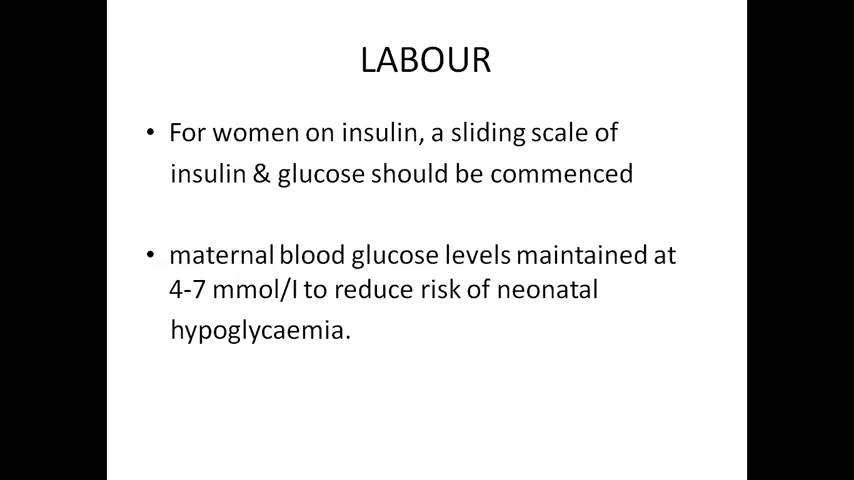 LABOUR
• For women on insulin, a sliding scale of
insulin & glucose should be commenced
• maternal blood glucose levels maintained at
4-7 mmol/I to reduce risk of neonatal
hypoglycaemia.